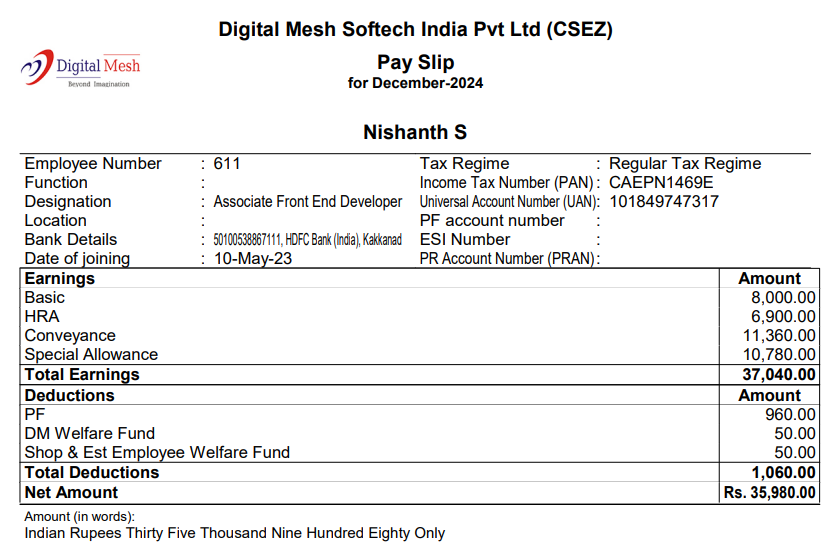 Digital Mesh Softech India Pvt Ltd (CSEZ)
Digital Mesh
Beyond Imagination
Pay Slip
for December-2024
Nishanth S
Employee Number : 611 Tax Regime : Regular Tax Regime
Function : Income Tax Number (PAN) : CAEPN1469E
Designation : Associate Front End Developer Universal Account Number (UAN): 101849747317
Location : PF account number :
Bank Details : 50100538867111, HDFC Bank (India), Kakkanad ESI Number :
Date of joining : 10-May-23 PR Account Number (PRAN) :
Earnings Amount
Basic 8,000.00
HRA 6,900.00
Conveyance 11,360.00
Special Allowance 10,780.00
Total Earnings 37,040.00
Deductions Amount
PF 960.00
DM Welfare Fund 50.00
Shop & Est Employee Welfare Fund 50.00
Total Deductions 1,060.00
Net Amount Rs. 35,980.00
Amount (in words):
Indian Rupees Thirty Five Thousand Nine Hundred Eighty Only